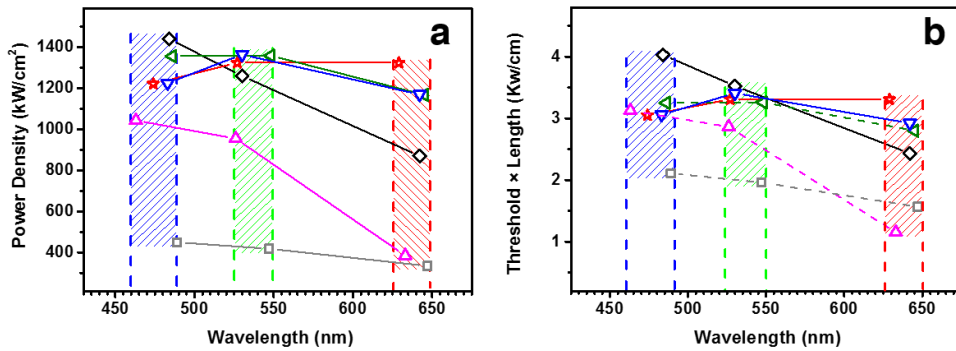 a
1400
1200
1000
800
600
400
Power Density (kW/cm²)
450 500 550 600 650
Wavelength (nm)
b
4
3
2
1
Threshold × Length (Kw/cm)
450 500 550 600 650
Wavelength (nm)